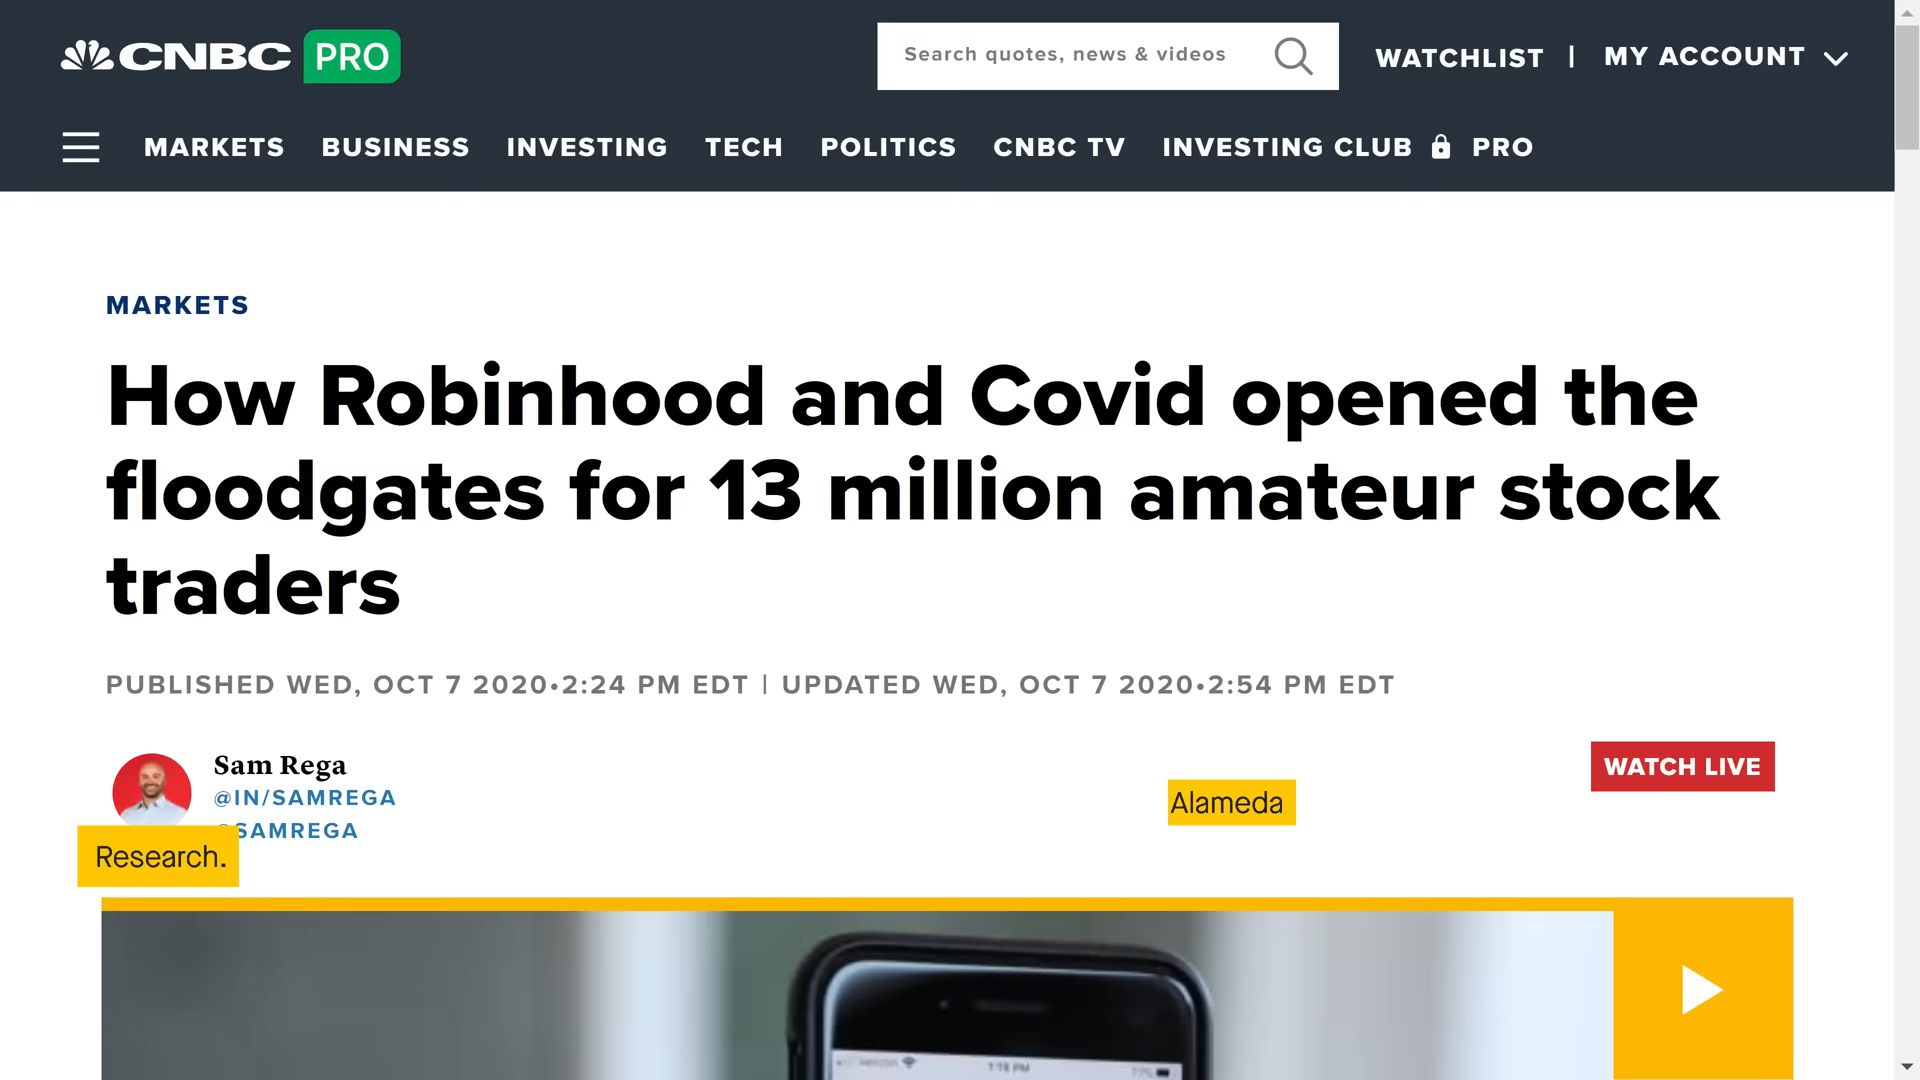 CNBC PRO
Search quotes, news & videos
WATCHLIST | MY ACCOUNT
MARKETS BUSINESS INVESTING TECH POLITICS CNBC TV INVESTING CLUB PRO
MARKETS
How Robinhood and Covid opened the
floodgates for 13 million amateur stock
traders
PUBLISHED WED, OCT 7 2020•2:24 PM EDT | UPDATED WED, OCT 7 2020•2:54 PM EDT
Sam Rega
@IN/SAMREGA
@SAMREGA
WATCH LIVE
Alameda
Research.
1:13 PM